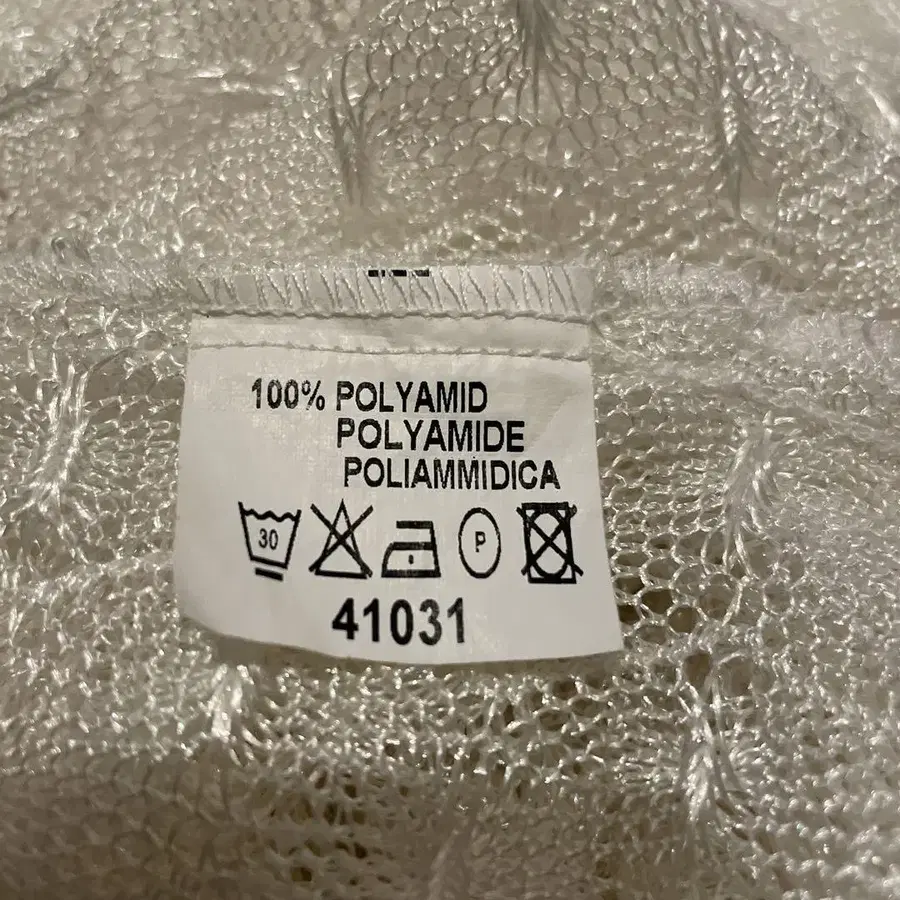 100% POLYAMID
POLYAMIDE
POLIAMMIDICA
30 P
41031